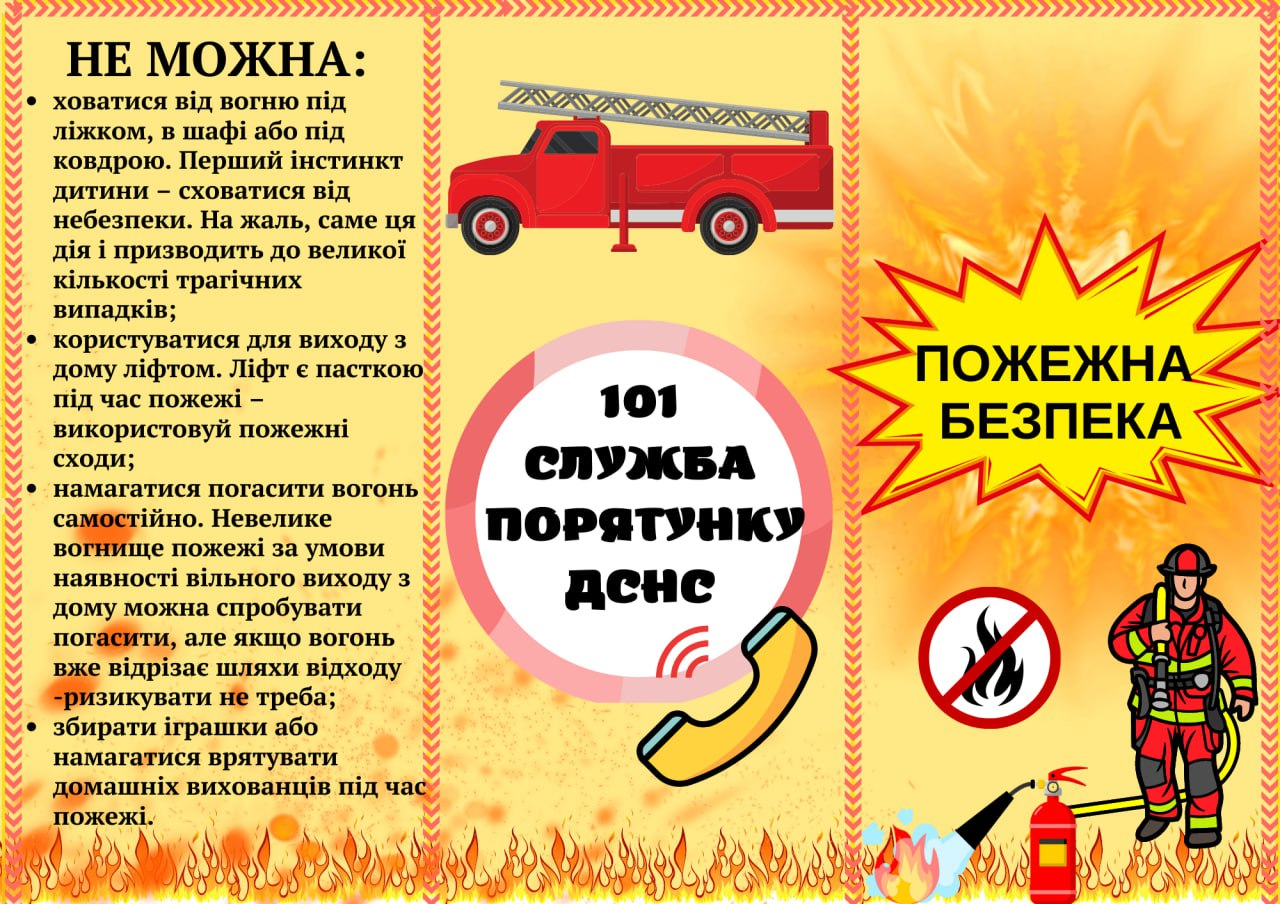 НЕ МОЖНА:
• ховатися від вогню під
ліжком, в шафі або під
ковдрою. Перший інстинкт
дитини – сховатися від
небезпеки. На жаль, саме ця
дія і призводить до великої
кількості трагічних
випадків;
• користуватися для виходу з
дому ліфтом. Ліфт є пасткою
під час пожежі –
використовуй пожежні
сходи;
• намагатися погасити вогонь
самостійно. Невелике
вогнище пожежі за умови
наявності вільного виходу з
дому можна спробувати
погасити, але якщо вогонь
вже відрізає шляхи відходу
-ризикувати не треба;
• збирати іграшки або
намагатися врятувати
домашніх вихованців під час
пожежі.
101
СЛУЖБА
ПОРЯТУНКУ
ДСНС
ПОЖЕЖНА
БЕЗПЕКА